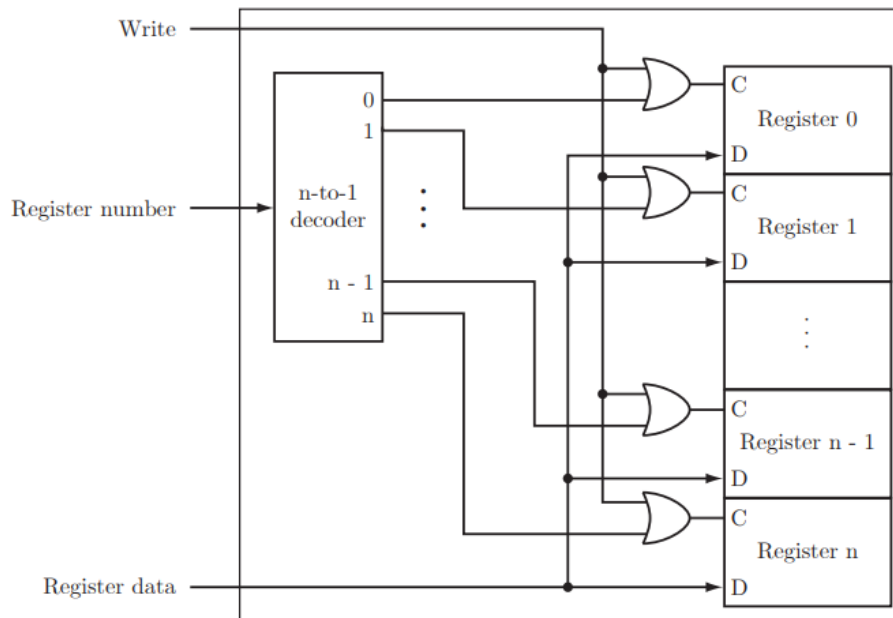 Write
0
1
n-to-1
decoder
n - 1
n
Register number
Register data
C
Register 0
D
C
Register 1
D
C
Register n - 1
D
C
Register n
D